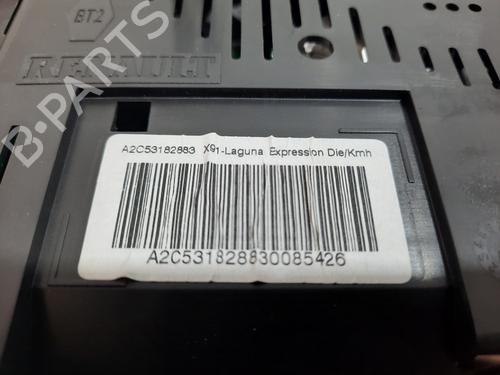 BT2
RENAULT
A2C53182883 X91-Laguna Expression Die/Kmh
A2C531828830085426
B-PARTS